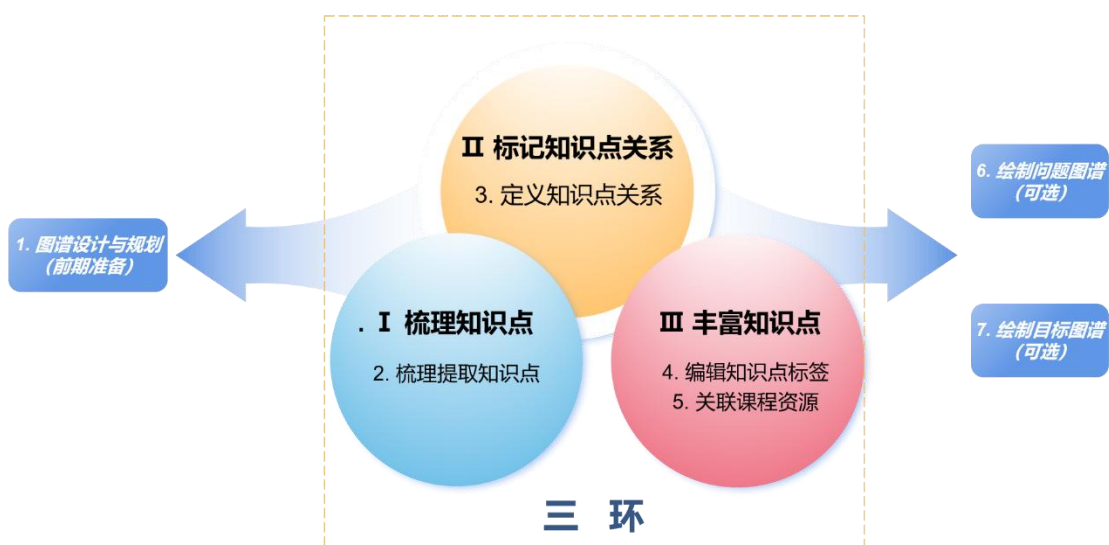 Ⅱ 标记知识点关系
3. 定义知识点关系
1. 图谱设计与规划
(前期准备)
. Ⅰ 梳理知识点
2. 梳理提取知识点
Ⅲ 丰富知识点
4. 编辑知识点标签
5. 关联课程资源
6. 绘制问题图谱
(可选)
7. 绘制目标图谱
(可选)
三 环